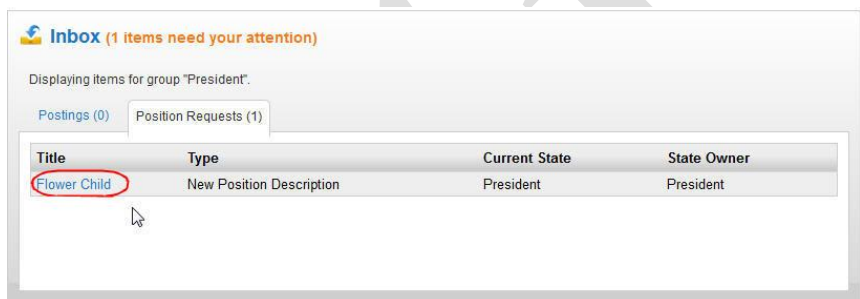 Inbox (1 items need your attention)
Displaying items for group "President".
Postings (0) Position Requests (1)
Title Type Current State State Owner
Flower Child New Position Description President President